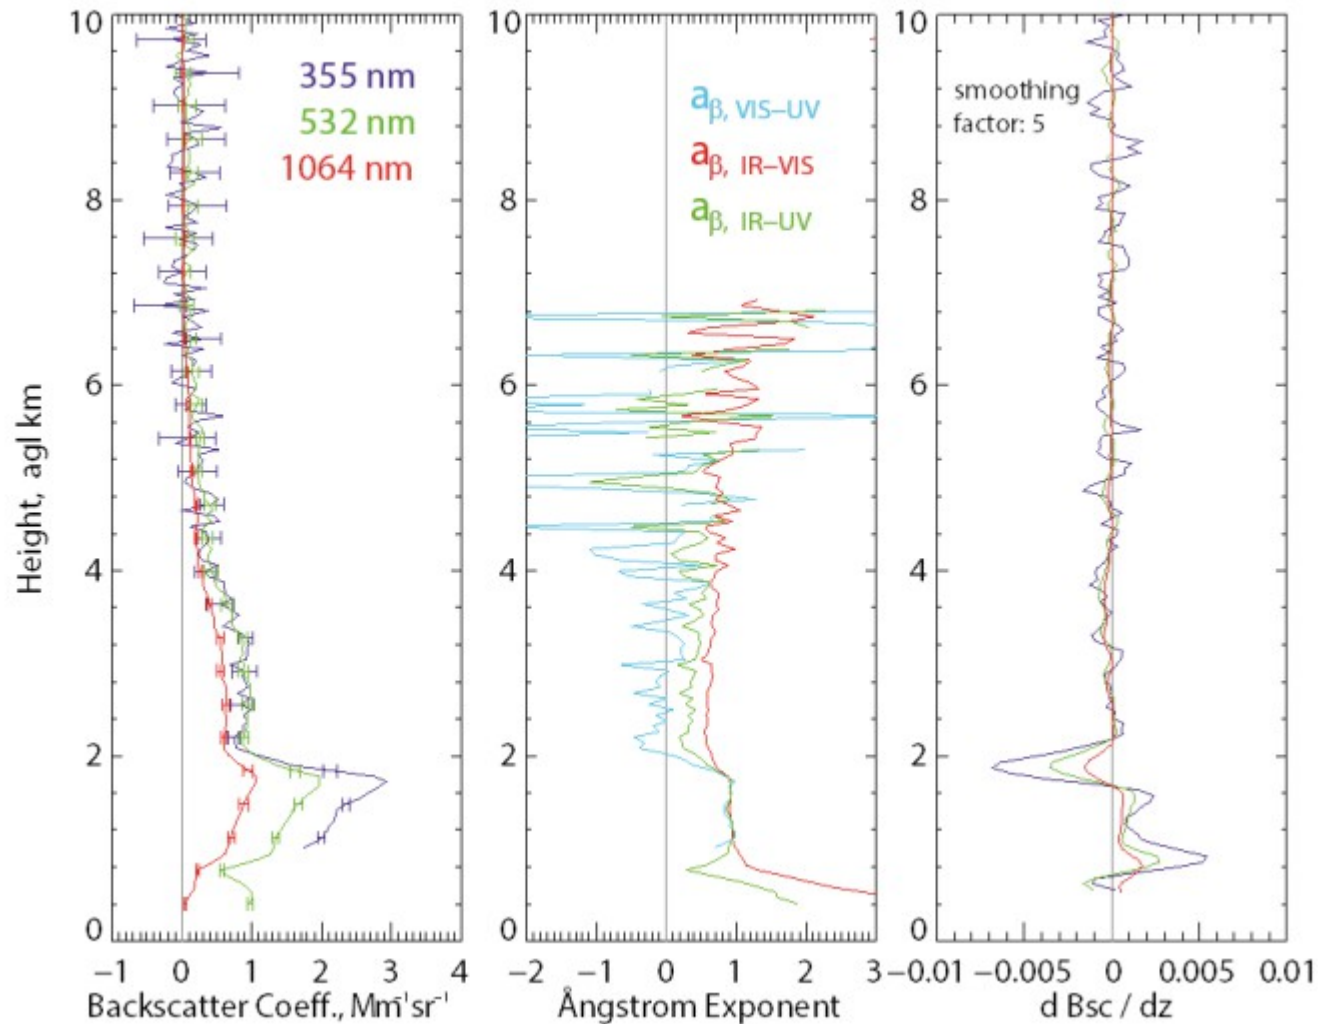 10
8
6
4
2
0
Height, agl km
355 nm
532 nm
1064 nm
−1 0 1 2 3 4
Backscatter Coeff., Mm⁻¹sr⁻¹
10
8
6
4
2
0
aβ, VIS−UV
aβ, IR−VIS
aβ, IR−UV
−2 −1 0 1 2 3
Ångstrom Exponent
10
8
6
4
2
0
smoothing
factor: 5
−0.01 −0.005 0 0.005 0.01
d Bsc / dz